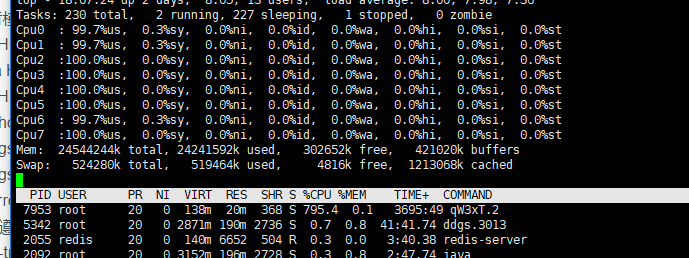 top - 18:07:24 up 2 days, 8:05, 13 users, load average: 8.00, 7.98, 7.50
Tasks: 230 total, 2 running, 227 sleeping, 1 stopped, 0 zombie
Cpu0 : 99.7%us, 0.3%sy, 0.0%ni, 0.0%id, 0.0%wa, 0.0%hi, 0.0%si, 0.0%st
Cpu1 : 99.7%us, 0.3%sy, 0.0%ni, 0.0%id, 0.0%wa, 0.0%hi, 0.0%si, 0.0%st
Cpu2 :100.0%us, 0.0%sy, 0.0%ni, 0.0%id, 0.0%wa, 0.0%hi, 0.0%si, 0.0%st
Cpu3 :100.0%us, 0.0%sy, 0.0%ni, 0.0%id, 0.0%wa, 0.0%hi, 0.0%si, 0.0%st
Cpu4 :100.0%us, 0.0%sy, 0.0%ni, 0.0%id, 0.0%wa, 0.0%hi, 0.0%si, 0.0%st
Cpu5 :100.0%us, 0.0%sy, 0.0%ni, 0.0%id, 0.0%wa, 0.0%hi, 0.0%si, 0.0%st
Cpu6 : 99.7%us, 0.3%sy, 0.0%ni, 0.0%id, 0.0%wa, 0.0%hi, 0.0%si, 0.0%st
Cpu7 :100.0%us, 0.0%sy, 0.0%ni, 0.0%id, 0.0%wa, 0.0%hi, 0.0%si, 0.0%st
Mem: 24544244k total, 24241592k used, 302652k free, 421020k buffers
Swap: 524280k total, 519464k used, 4816k free, 1213068k cached
PID USER PR NI VIRT RES SHR S %CPU %MEM TIME+ COMMAND
7953 root 20 0 138m 20m 368 S 795.4 0.1 3695:49 qW3xT.2
5342 root 20 0 2871m 190m 2736 S 0.7 0.8 41:41.74 ddgs.3013
2055 redis 20 0 140m 6652 504 R 0.3 0.0 3:40.38 redis-server
2092 root 20 0 3152m 196m 2728 S 0.3 0.8 2:47.74 java